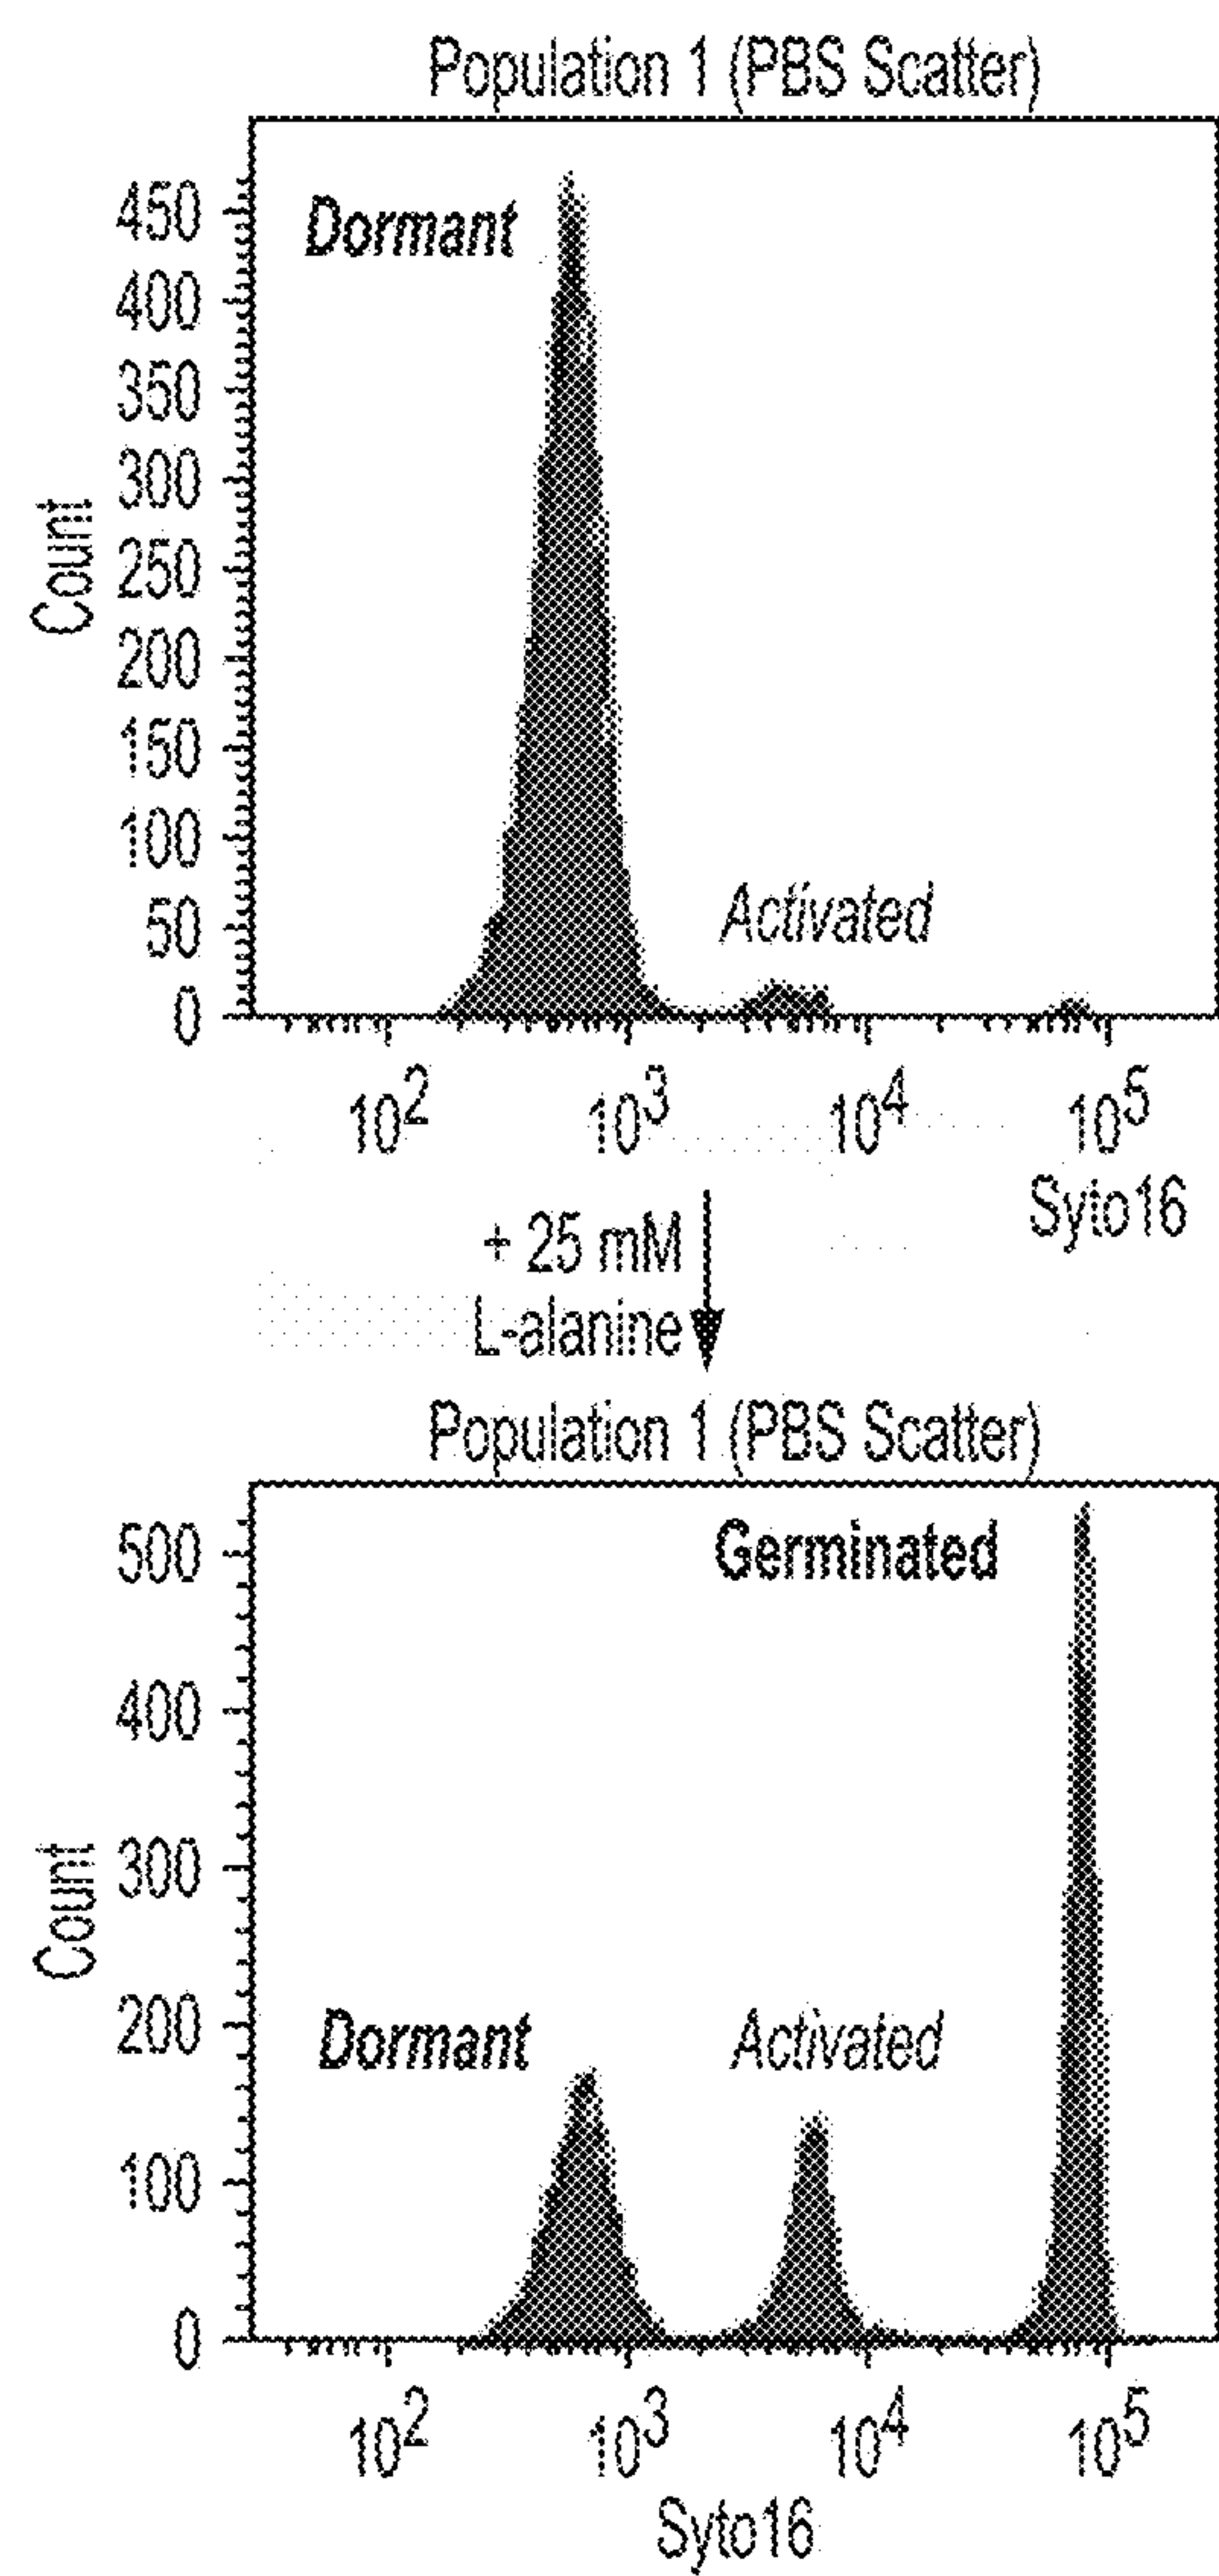 Population 1 (PBS Scatter)
450
400
350
300
250
200
150
100
50
0
Count
Dormant
Activated
10^2 10^3 10^4 10^5
Syto16
+ 25 mM
L-alanine
Population 1 (PBS Scatter)
500
400
300
200
100
0
Count
Germinated
Dormant Activated
10^2 10^3 10^4 10^5
Syto16